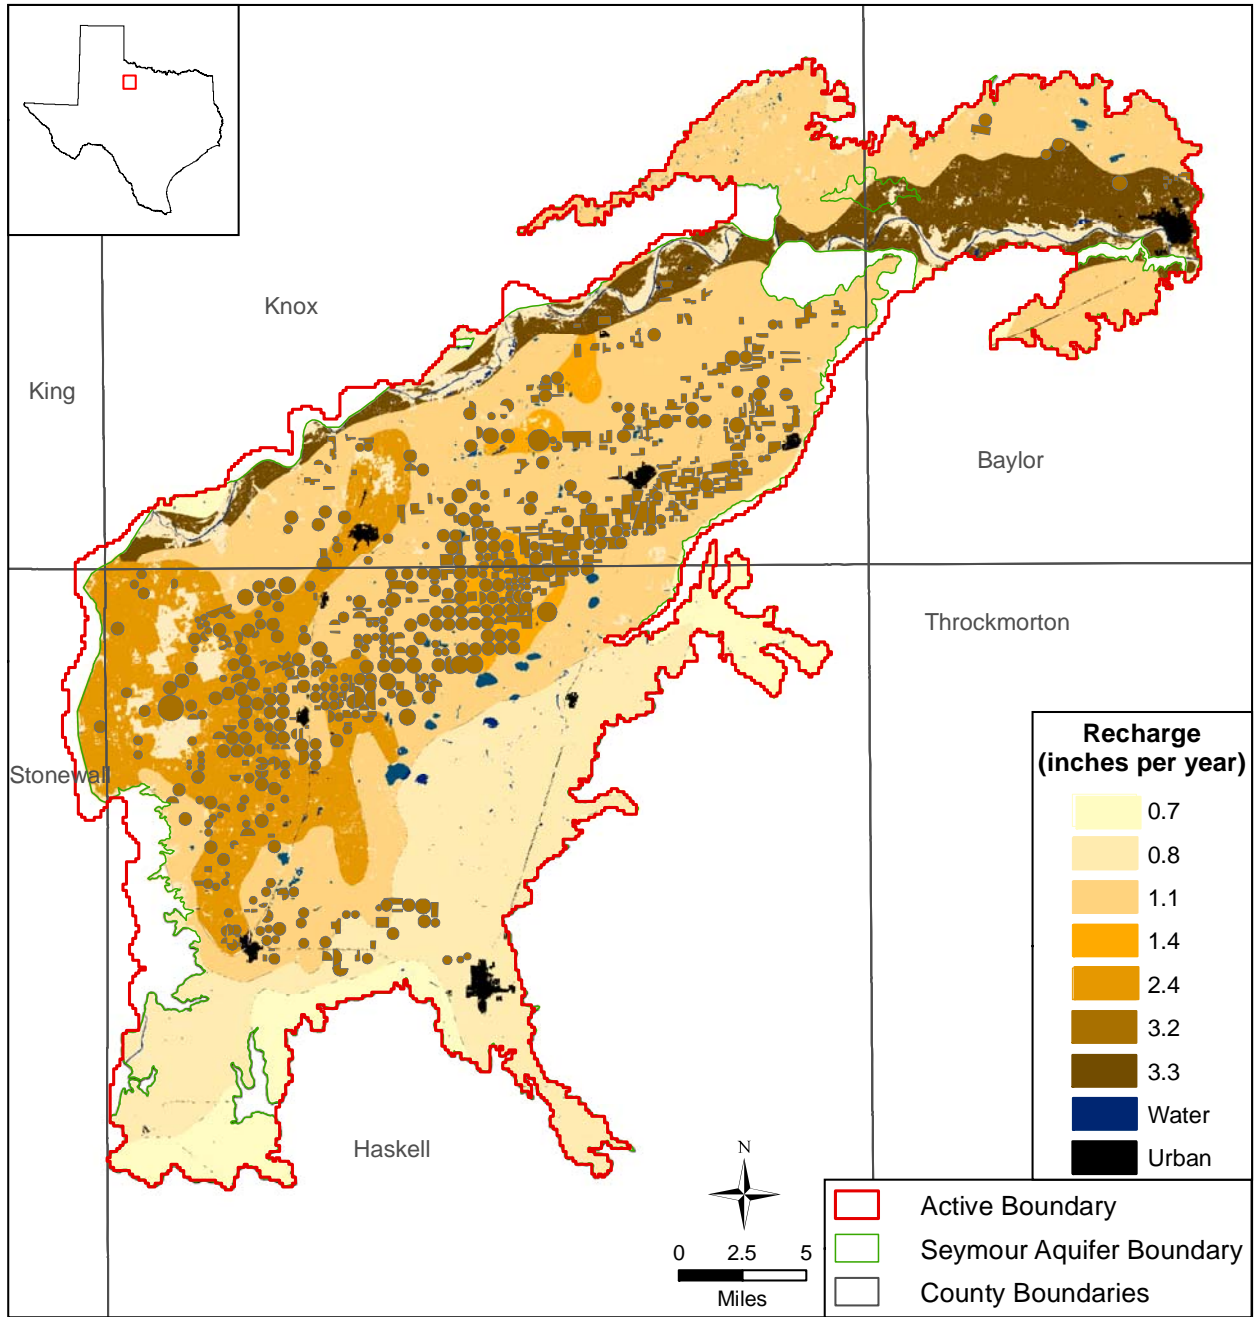 Knox
King
Baylor
Throckmorton
Stonewall
Haskell
Recharge
(inches per year)
0.7
0.8
1.1
1.4
2.4
3.2
3.3
Water
Urban
N
0 2.5 5
Miles
Active Boundary
Seymour Aquifer Boundary
County Boundaries